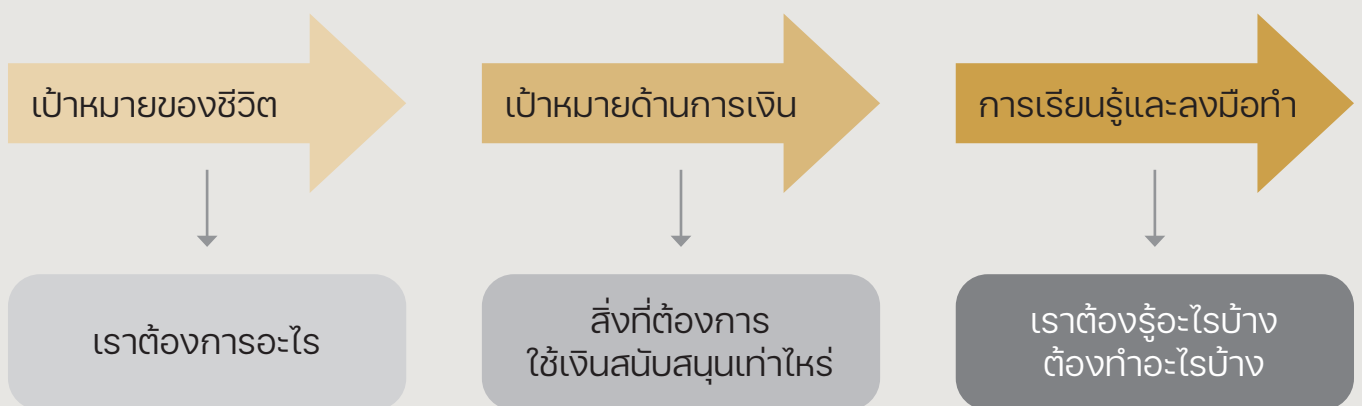 เป้าหมายของชีวิต
เป้าหมายด้านการเงิน
การเรียนรู้และลงมือทำ
เราต้องการอะไร
สิ่งที่ต้องการ
ใช้เงินสนับสนุนเท่าไหร่
เราต้องรู้อะไรบ้าง
ต้องทำอะไรบ้าง